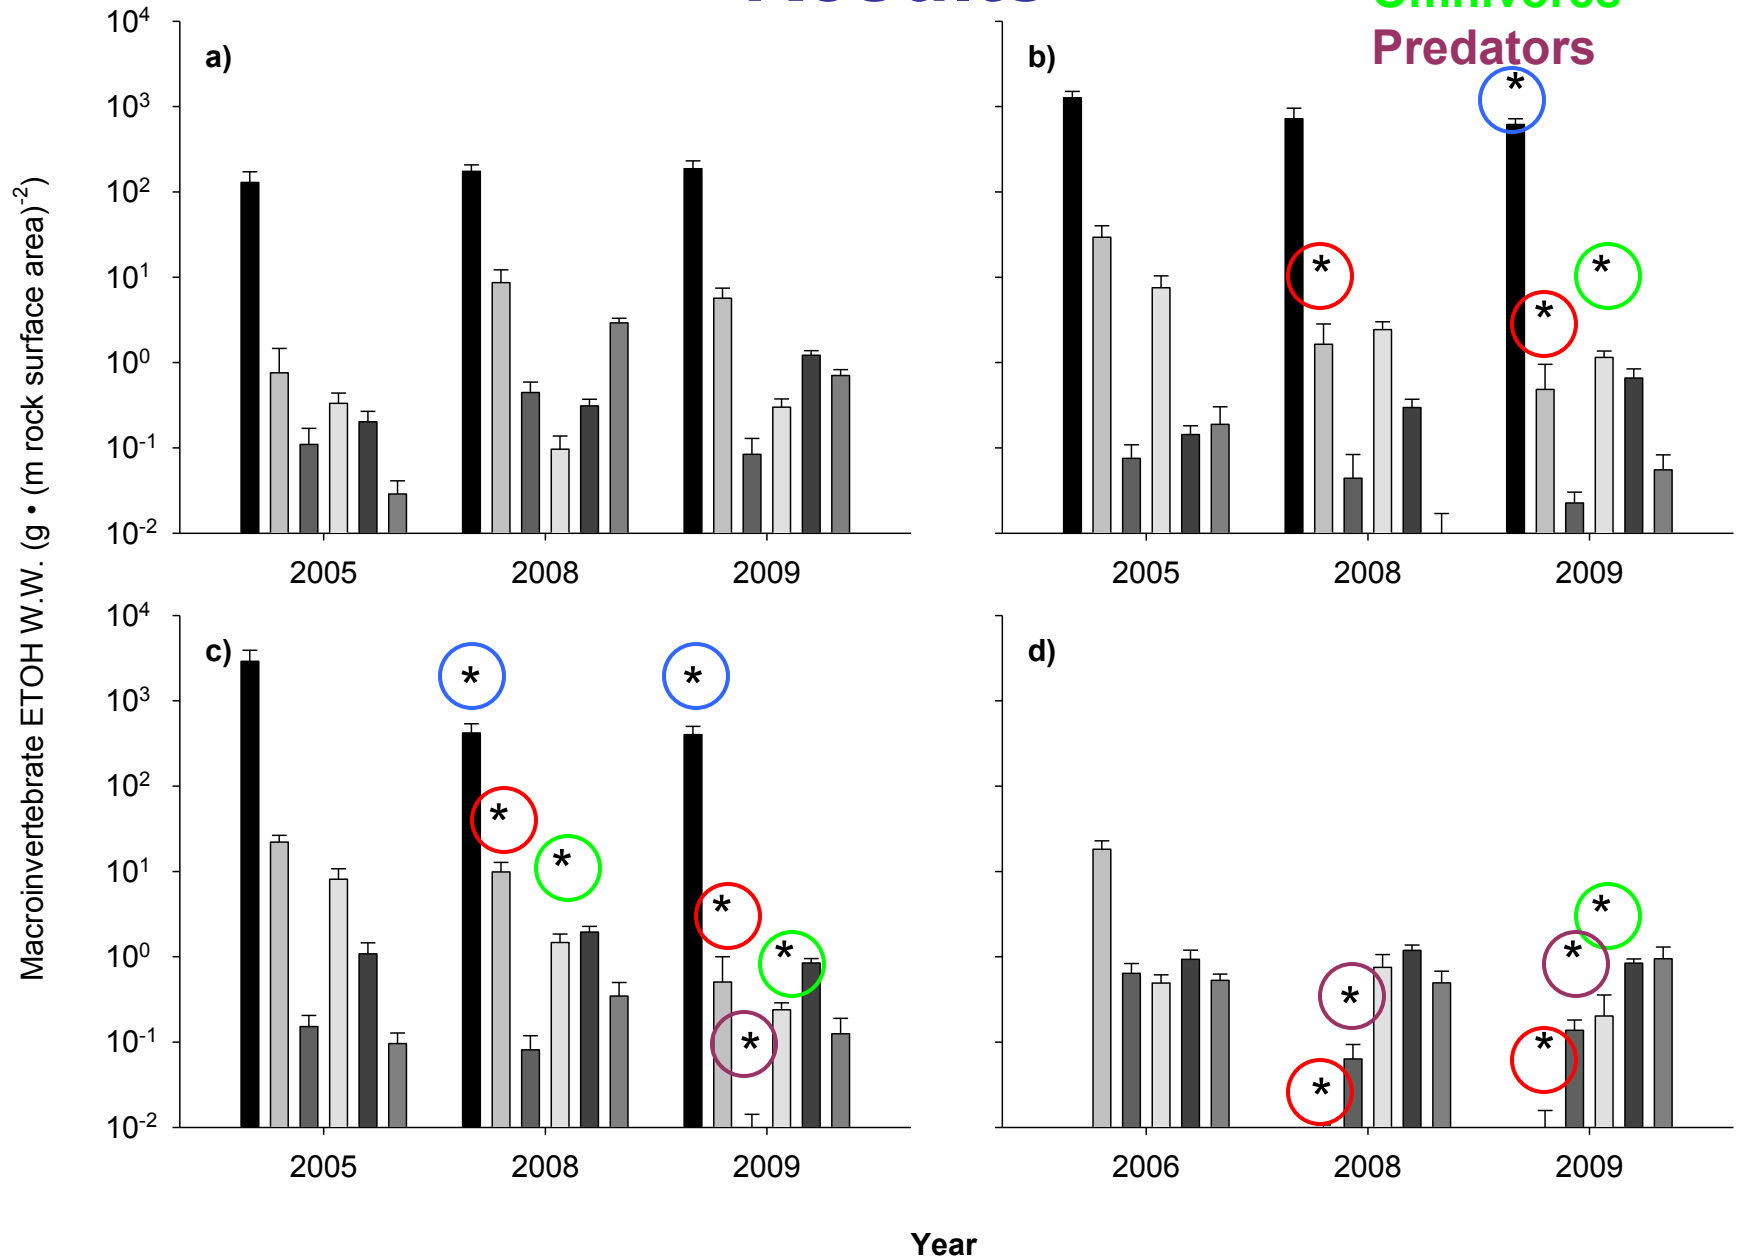 Results
Omnivores
Predators
Macroinvertebrate ETOH W.W. (g • (m rock surface area)⁻²
10⁴
10³
10²
10¹
10⁰
10⁻¹
10⁻²
a)
2005 2008 2009
b)
* * * *
2005 2008 2009
10⁴
10³
10²
10¹
10⁰
10⁻¹
10⁻²
c)
* * * * * * *
2005 2008 2009
d)
* * * * *
2006 2008 2009
Year